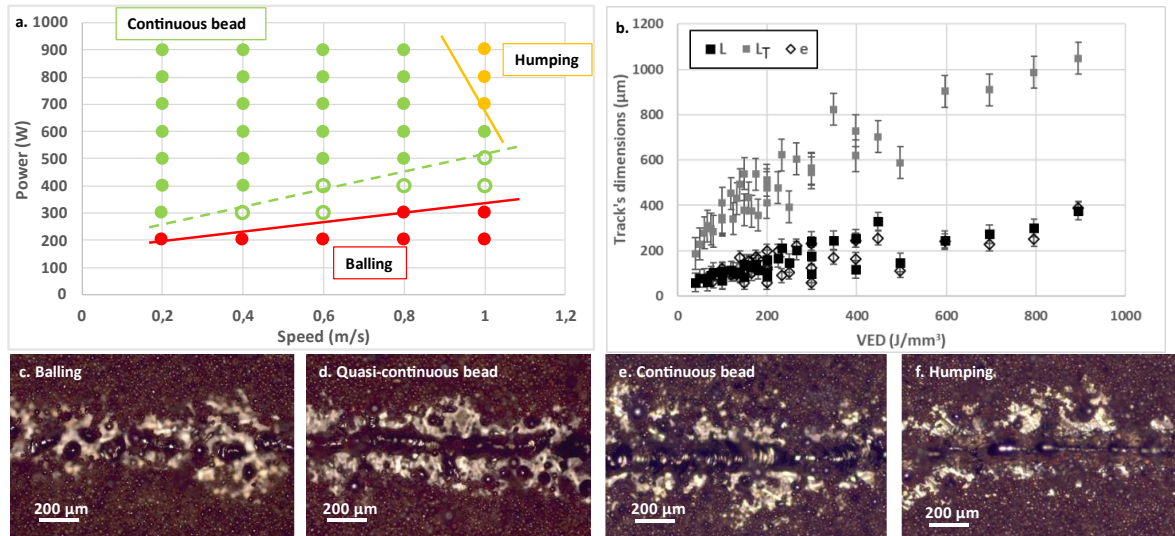 a.
Continuous bead
Humping
Balling
Power (W)
1000
900
800
700
600
500
400
300
200
100
0
0
0,2
0,4
0,6
0,8
1
1,2
Speed (m/s)
b.
L
L_T
e
Track's dimensions (µm)
1200
1000
800
600
400
200
0
0
200
400
600
800
1000
VED (J/mm³)
c. Balling
200 µm
d. Quasi-continuous bead
200 µm
e. Continuous bead
200 µm
f. Humping
200 µm